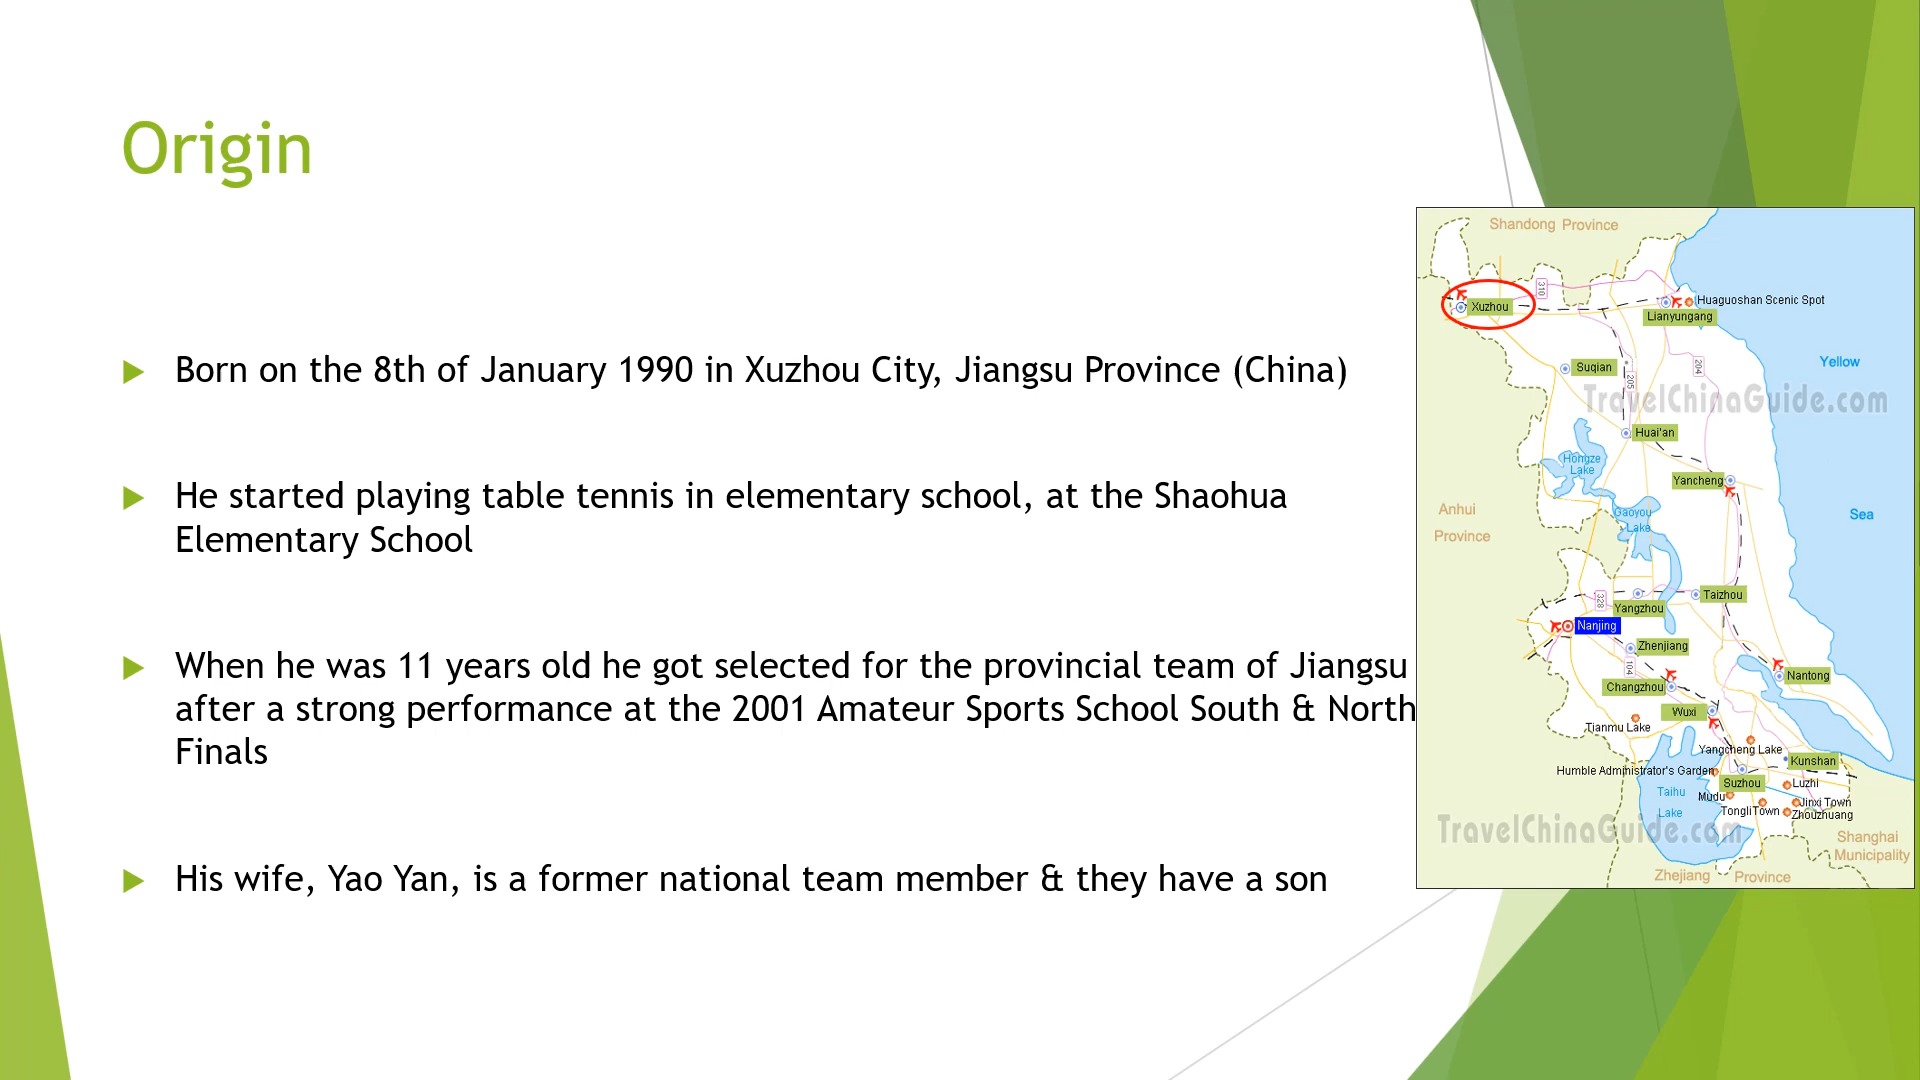 Origin
Born on the 8th of January 1990 in Xuzhou City, Jiangsu Province (China)
He started playing table tennis in elementary school, at the Shaohua
Elementary School
When he was 11 years old he got selected for the provincial team of Jiangsu
after a strong performance at the 2001 Amateur Sports School South & North
Finals
His wife, Yao Yan, is a former national team member & they have a son
Shandong Province
310
Xuzhou
Huaguoshan Scenic Spot
Lianyungang
Suqian
205
204
Yellow
TravelChinaGuide.com
Huai'an
Hongze
Lake
Yancheng
Anhui
Province
Gaoyou
Lake
Sea
328
Yangzhou
Taizhou
Nanjing
Zhenjiang
104
Changzhou
Nantong
Wuxi
Tianmu Lake
Yangcheng Lake
Kunshan
Humble Administrator's Garden
Suzhou
Luzhi
Taihu
Lake
Mudu
TongliTown
Jinxi Town
Zhouzhuang
TravelChinaGuide.com
Shanghai
Municipality
Zhejiang Province